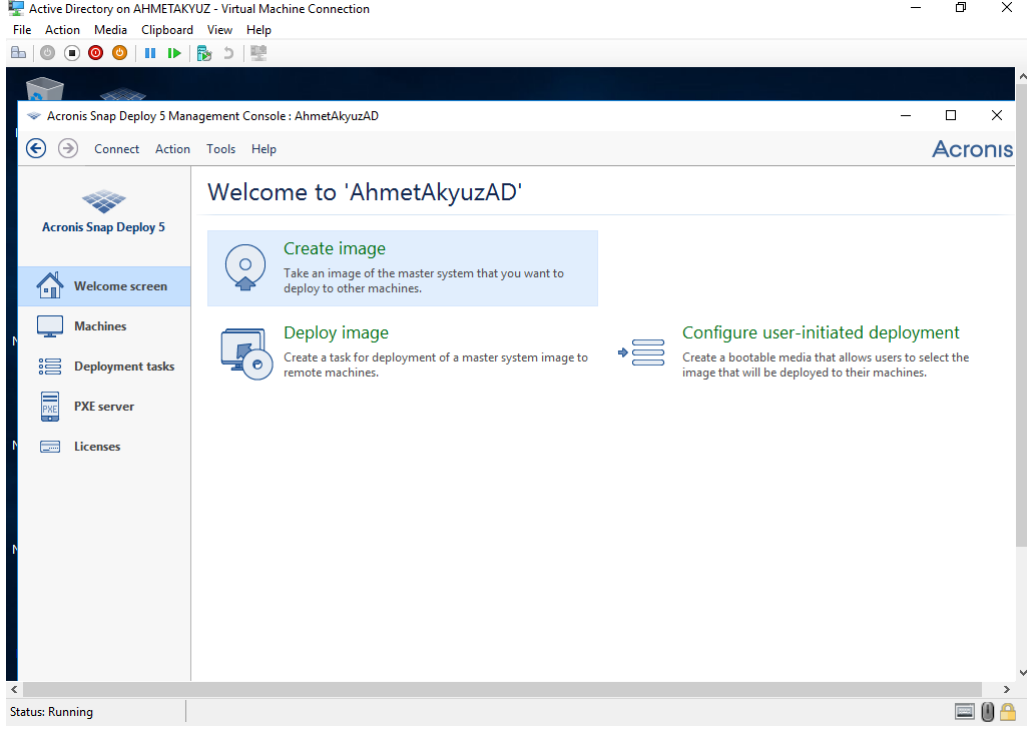 Active Directory on AHMETAKYUZ - Virtual Machine Connection
File Action Media Clipboard View Help
Acronis Snap Deploy 5 Management Console : AhmetAkyuzAD
Connect Action Tools Help
Acronis
Acronis Snap Deploy 5
Welcome screen
Machines
Deployment tasks
PXE
PXE server
Licenses
Welcome to 'AhmetAkyuzAD'
Create image
Take an image of the master system that you want to
deploy to other machines.
Deploy image
Create a task for deployment of a master system image to
remote machines.
Configure user-initiated deployment
Create a bootable media that allows users to select the
image that will be deployed to their machines.
Status: Running